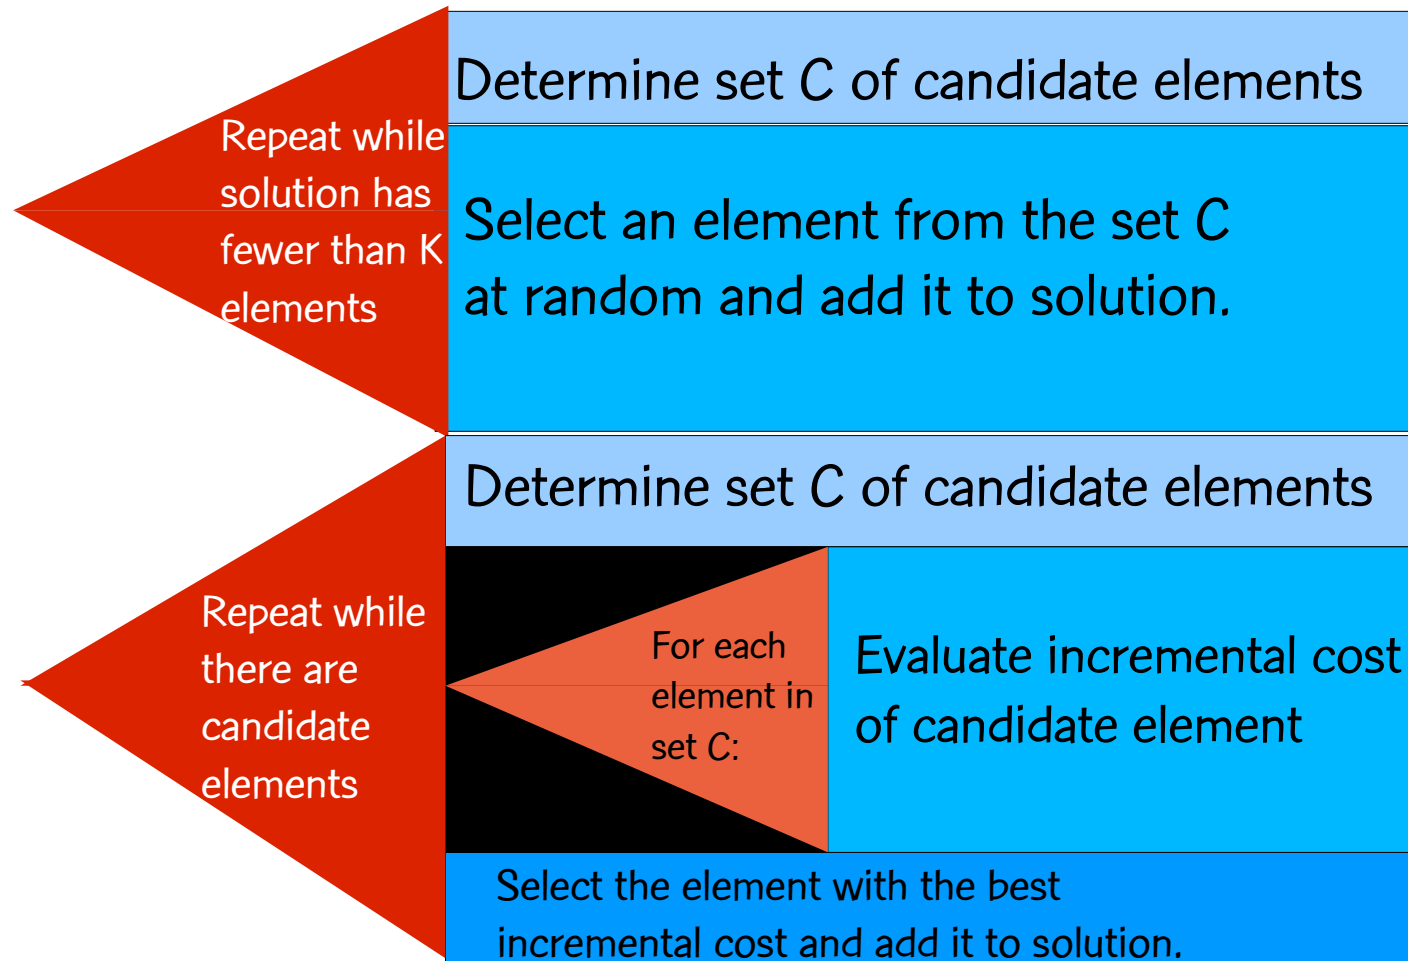 Determine set C of candidate elements
Repeat while
solution has
fewer than K
elements
Select an element from the set C
at random and add it to solution.
Determine set C of candidate elements
Repeat while
there are
candidate
elements
For each
element in
set C:
Evaluate incremental cost
of candidate element
Select the element with the best
incremental cost and add it to solution.